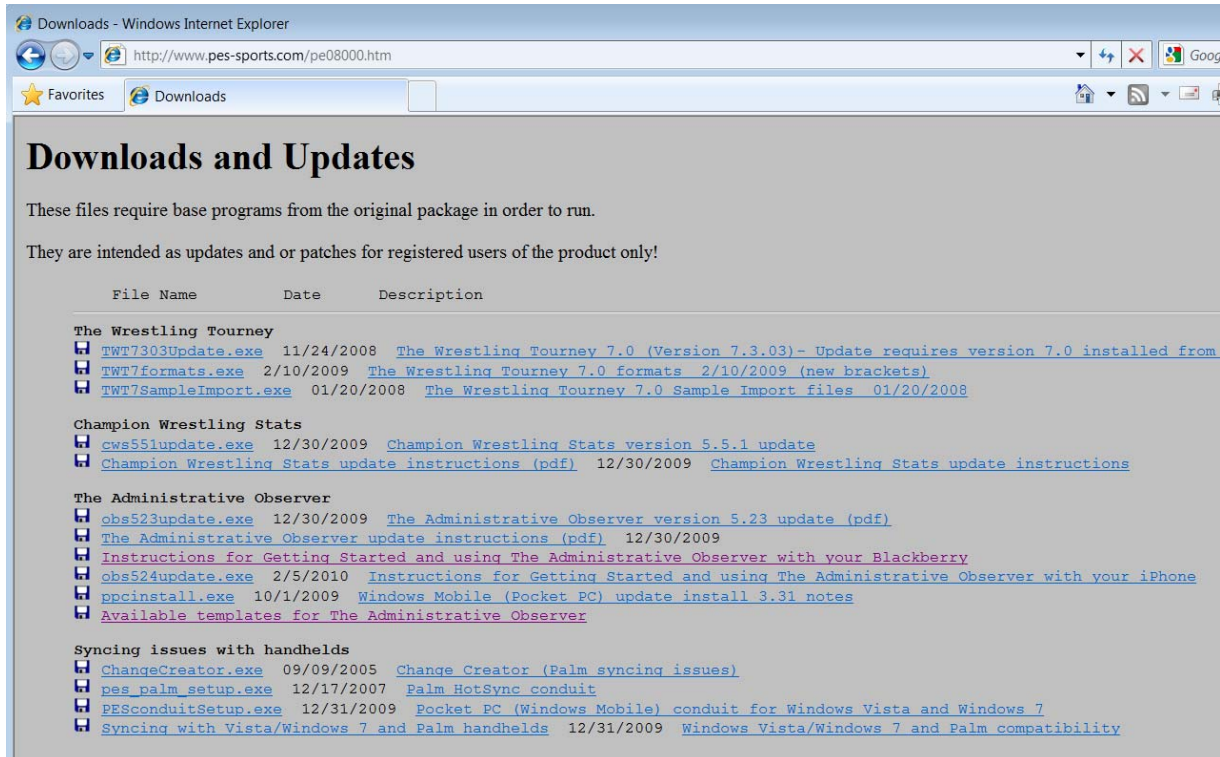 Downloads - Windows Internet Explorer
http://www.pes-sports.com/pe08000.htm
Goog
Favorites
Downloads
Downloads and Updates
These files require base programs from the original package in order to run.
They are intended as updates and or patches for registered users of the product only!
File Name Date Description
The Wrestling Tourney
TWT7303Update.exe 11/24/2008 The Wrestling Tourney 7.0 (Version 7.3.03)- Update requires version 7.0 installed from
TWT7formats.exe 2/10/2009 The Wrestling Tourney 7.0 formats 2/10/2009 (new brackets)
TWT7SampleImport.exe 01/20/2008 The Wrestling Tourney 7.0 Sample Import files 01/20/2008
Champion Wrestling Stats
cws551update.exe 12/30/2009 Champion Wrestling Stats version 5.5.1 update
Champion Wrestling Stats update instructions (pdf) 12/30/2009 Champion Wrestling Stats update instructions
The Administrative Observer
obs523update.exe 12/30/2009 The Administrative Observer version 5.23 update (pdf)
The Administrative Observer update instructions (pdf) 12/30/2009
Instructions for Getting Started and using The Administrative Observer with your Blackberry
obs524update.exe 2/5/2010 Instructions for Getting Started and using The Administrative Observer with your iPhone
ppcinstall.exe 10/1/2009 Windows Mobile (Pocket PC) update install 3.31 notes
Available templates for The Administrative Observer
Syncing issues with handhelds
ChangeCreator.exe 09/09/2005 Change Creator (Palm syncing issues)
pes_palm_setup.exe 12/17/2007 Palm HotSync conduit
PESconduitSetup.exe 12/31/2009 Pocket PC (Windows Mobile) conduit for Windows Vista and Windows 7
Syncing with Vista/Windows 7 and Palm handhelds 12/31/2009 Windows Vista/Windows 7 and Palm compatibility